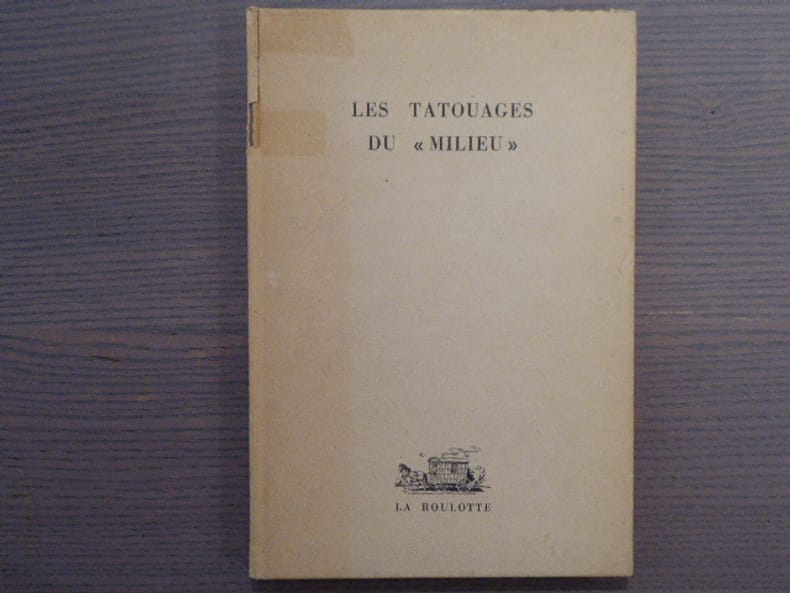 LES TATOUAGES
DU « MILIEU »
LA ROULOTTE